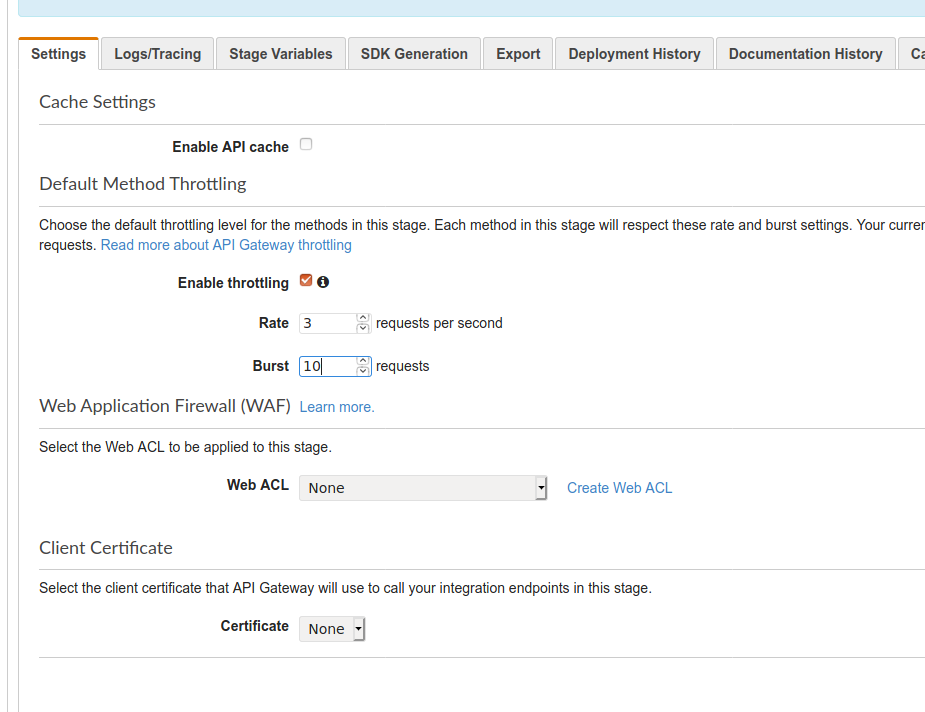 Settings Logs/Tracing Stage Variables SDK Generation Export Deployment History Documentation History
Cache Settings
Enable API cache
Default Method Throttling
Choose the default throttling level for the methods in this stage. Each method in this stage will respect these rate and burst settings. Your
requests. Read more about API Gateway throttling
Enable throttling
Rate 3 requests per second
Burst 10 requests
Web Application Firewall (WAF) Learn more.
Select the Web ACL to be applied to this stage.
Web ACL None Create Web ACL
Client Certificate
Select the client certificate that API Gateway will use to call your integration endpoints in this stage.
Certificate None